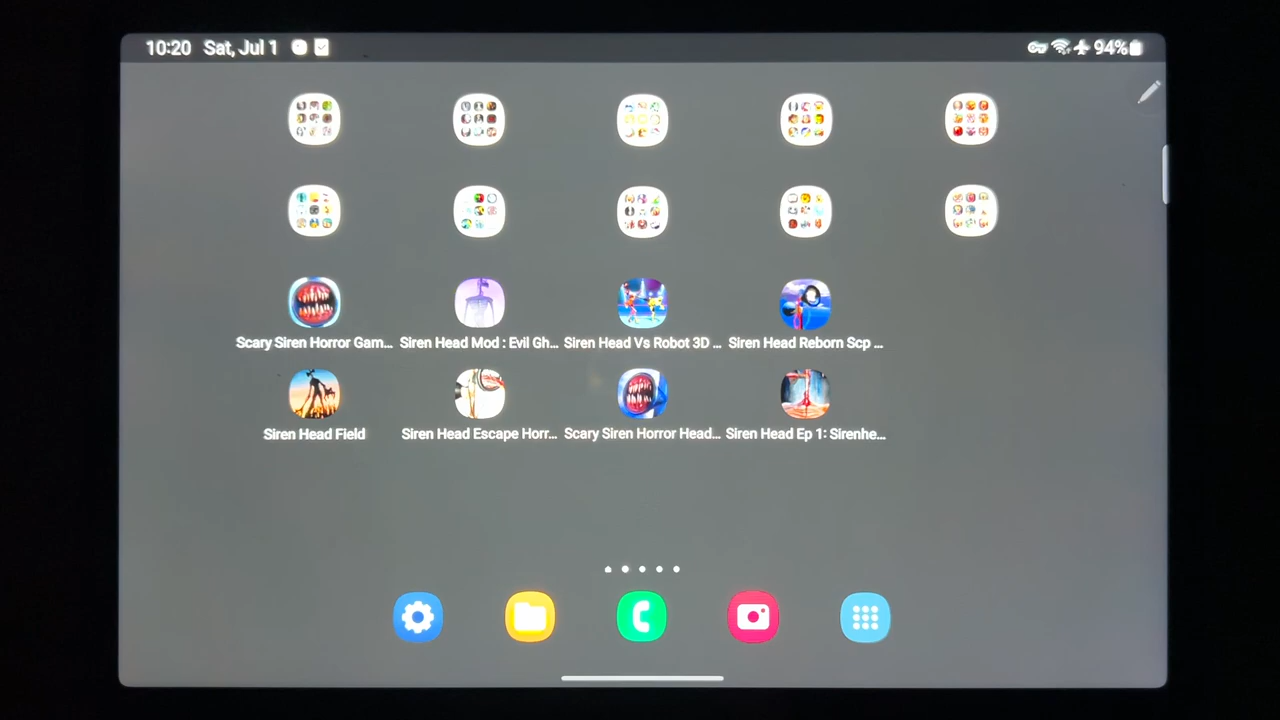 10:20 Sat, Jul 1 94%
Scary Siren Horror Gam... Siren Head Mod : Evil Gh... Siren Head Vs Robot 3D ... Siren Head Reborn Scp ...
Siren Head Field Siren Head Escape Horr... Scary Siren Horror Head... Siren Head Ep 1: Sirenhe...